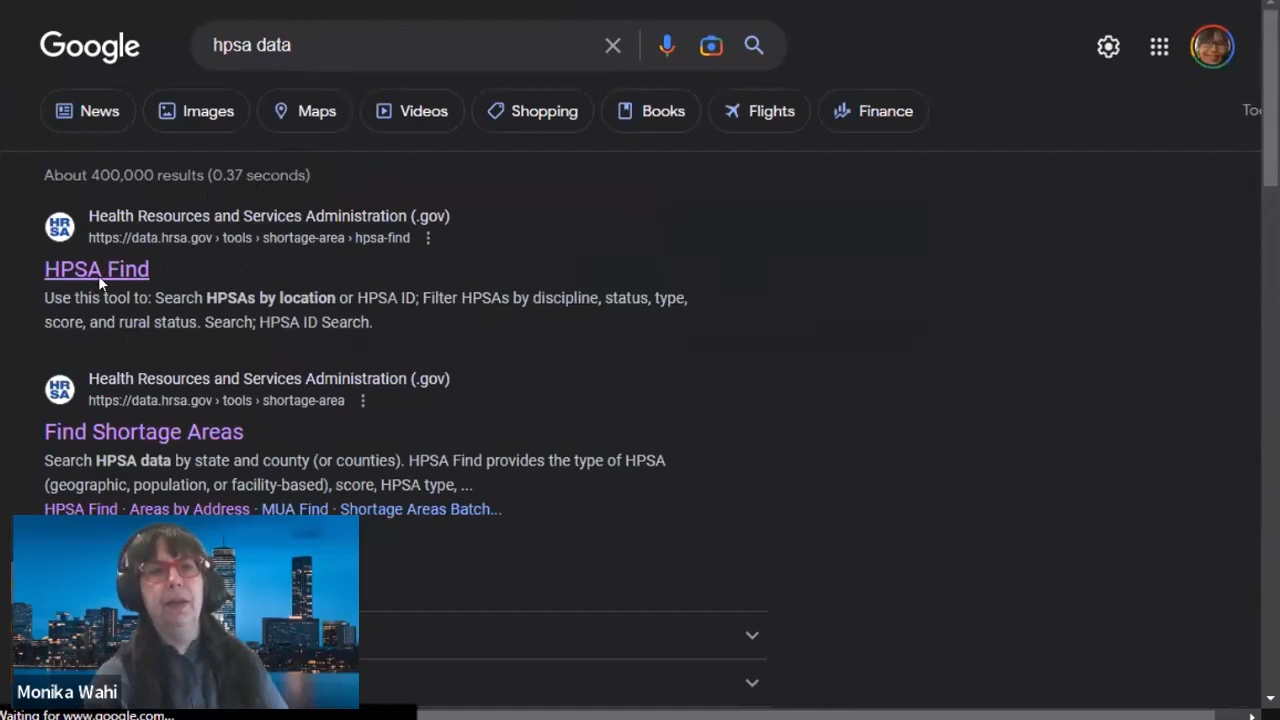 Google
hpsa data
News
Images
Maps
Videos
Shopping
Books
Flights
Finance
About 400,000 results (0.37 seconds)
HRSA
Health Resources and Services Administration (.gov)
https://data.hrsa.gov › tools › shortage-area › hpsa-find
HPSA Find
Use this tool to: Search HPSAs by location or HPSA ID; Filter HPSAs by discipline, status, type,
score, and rural status. Search; HPSA ID Search.
HRSA
Health Resources and Services Administration (.gov)
https://data.hrsa.gov › tools › shortage-area
Find Shortage Areas
Search HPSA data by state and county (or counties). HPSA Find provides the type of HPSA
(geographic, population, or facility-based), score, HPSA type, ...
HPSA Find · Areas by Address · MUA Find · Shortage Areas Batch...
Monika Wahi
Waiting for www.google.com...